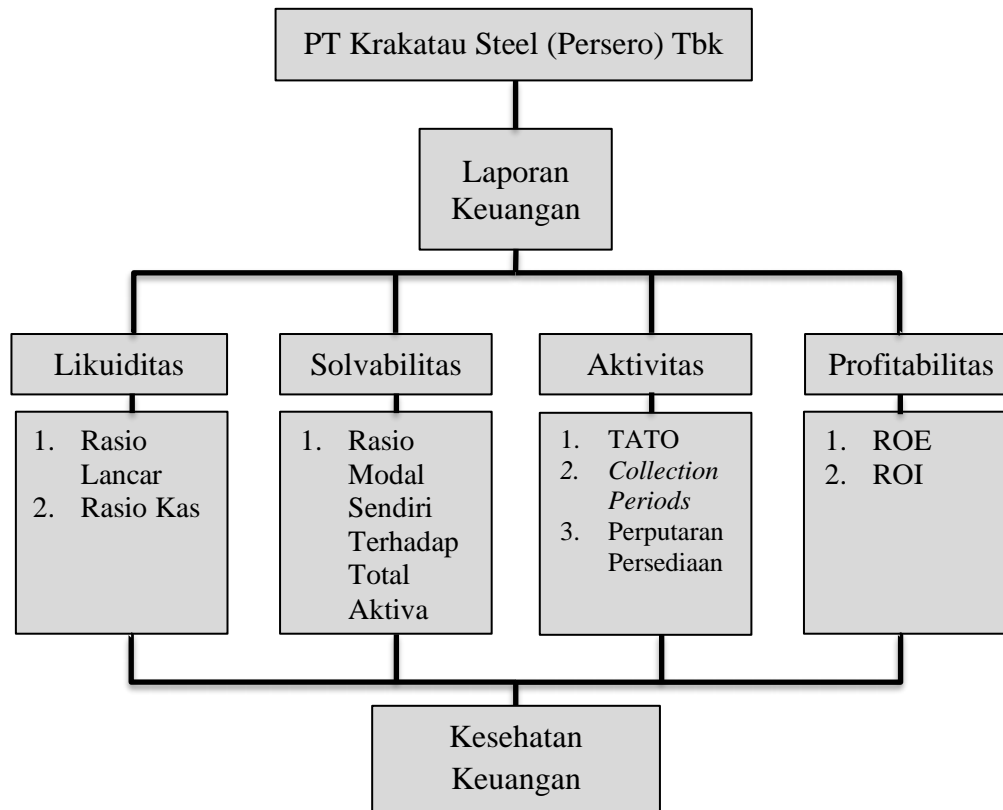 PT Krakatau Steel (Persero) Tbk
Laporan
Keuangan
Likuiditas
Solvabilitas
Aktivitas
Profitabilitas
1. Rasio
Lancar
2. Rasio Kas
1. Rasio
Modal
Sendiri
Terhadap
Total
Aktiva
1. TATO
2. Collection
Periods
3. Perputaran
Persediaan
1. ROE
2. ROI
Kesehatan
Keuangan